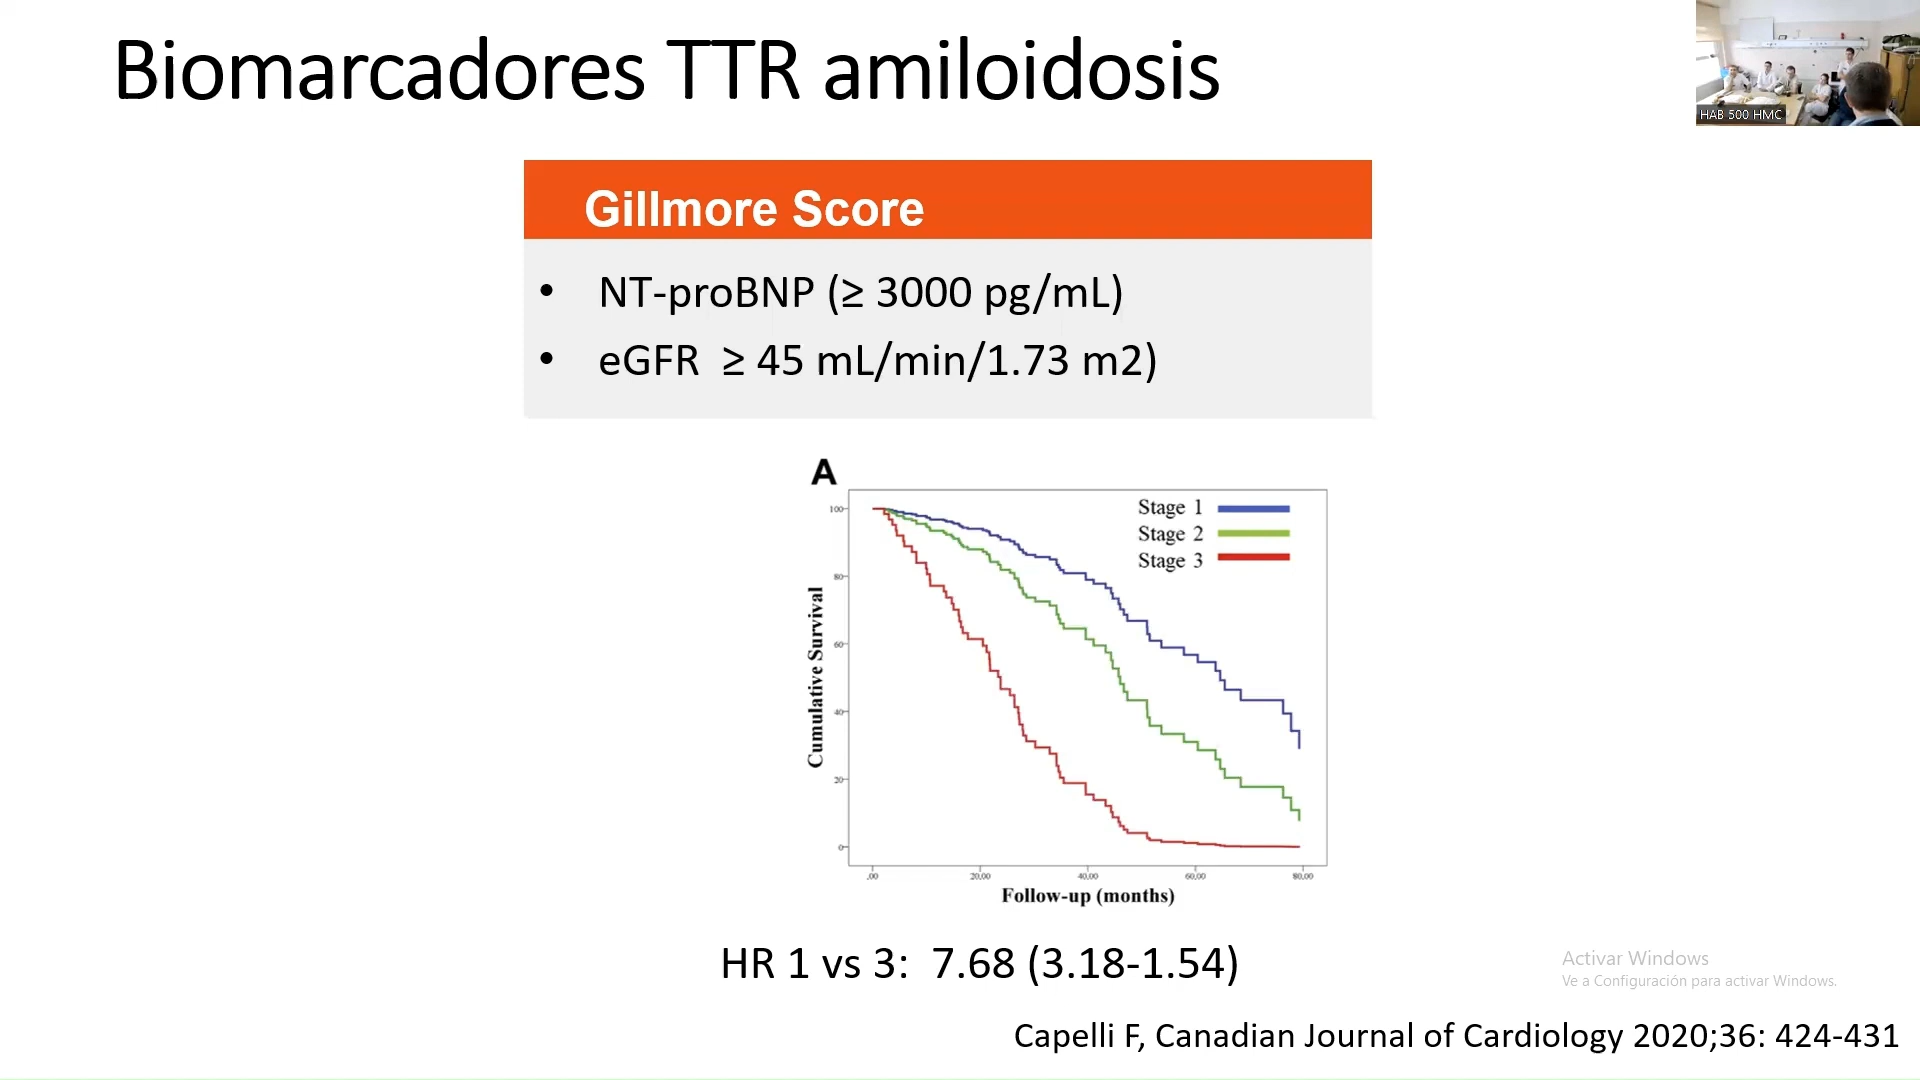 Biomarcadores TTR amiloidosis
HAB 500 HMC
Gillmore Score
• NT-proBNP (≥ 3000 pg/mL)
• eGFR ≥ 45 mL/min/1.73 m2)
A
Stage 1
Stage 2
Stage 3
100
80
60
40
20
0
Cumulative Survival
,00 20,00 40,00 60,00 80,00
Follow-up (months)
HR 1 vs 3: 7.68 (3.18-1.54)
Activar Windows
Ve a Configuración para activar Windows.
Capelli F, Canadian Journal of Cardiology 2020;36: 424-431